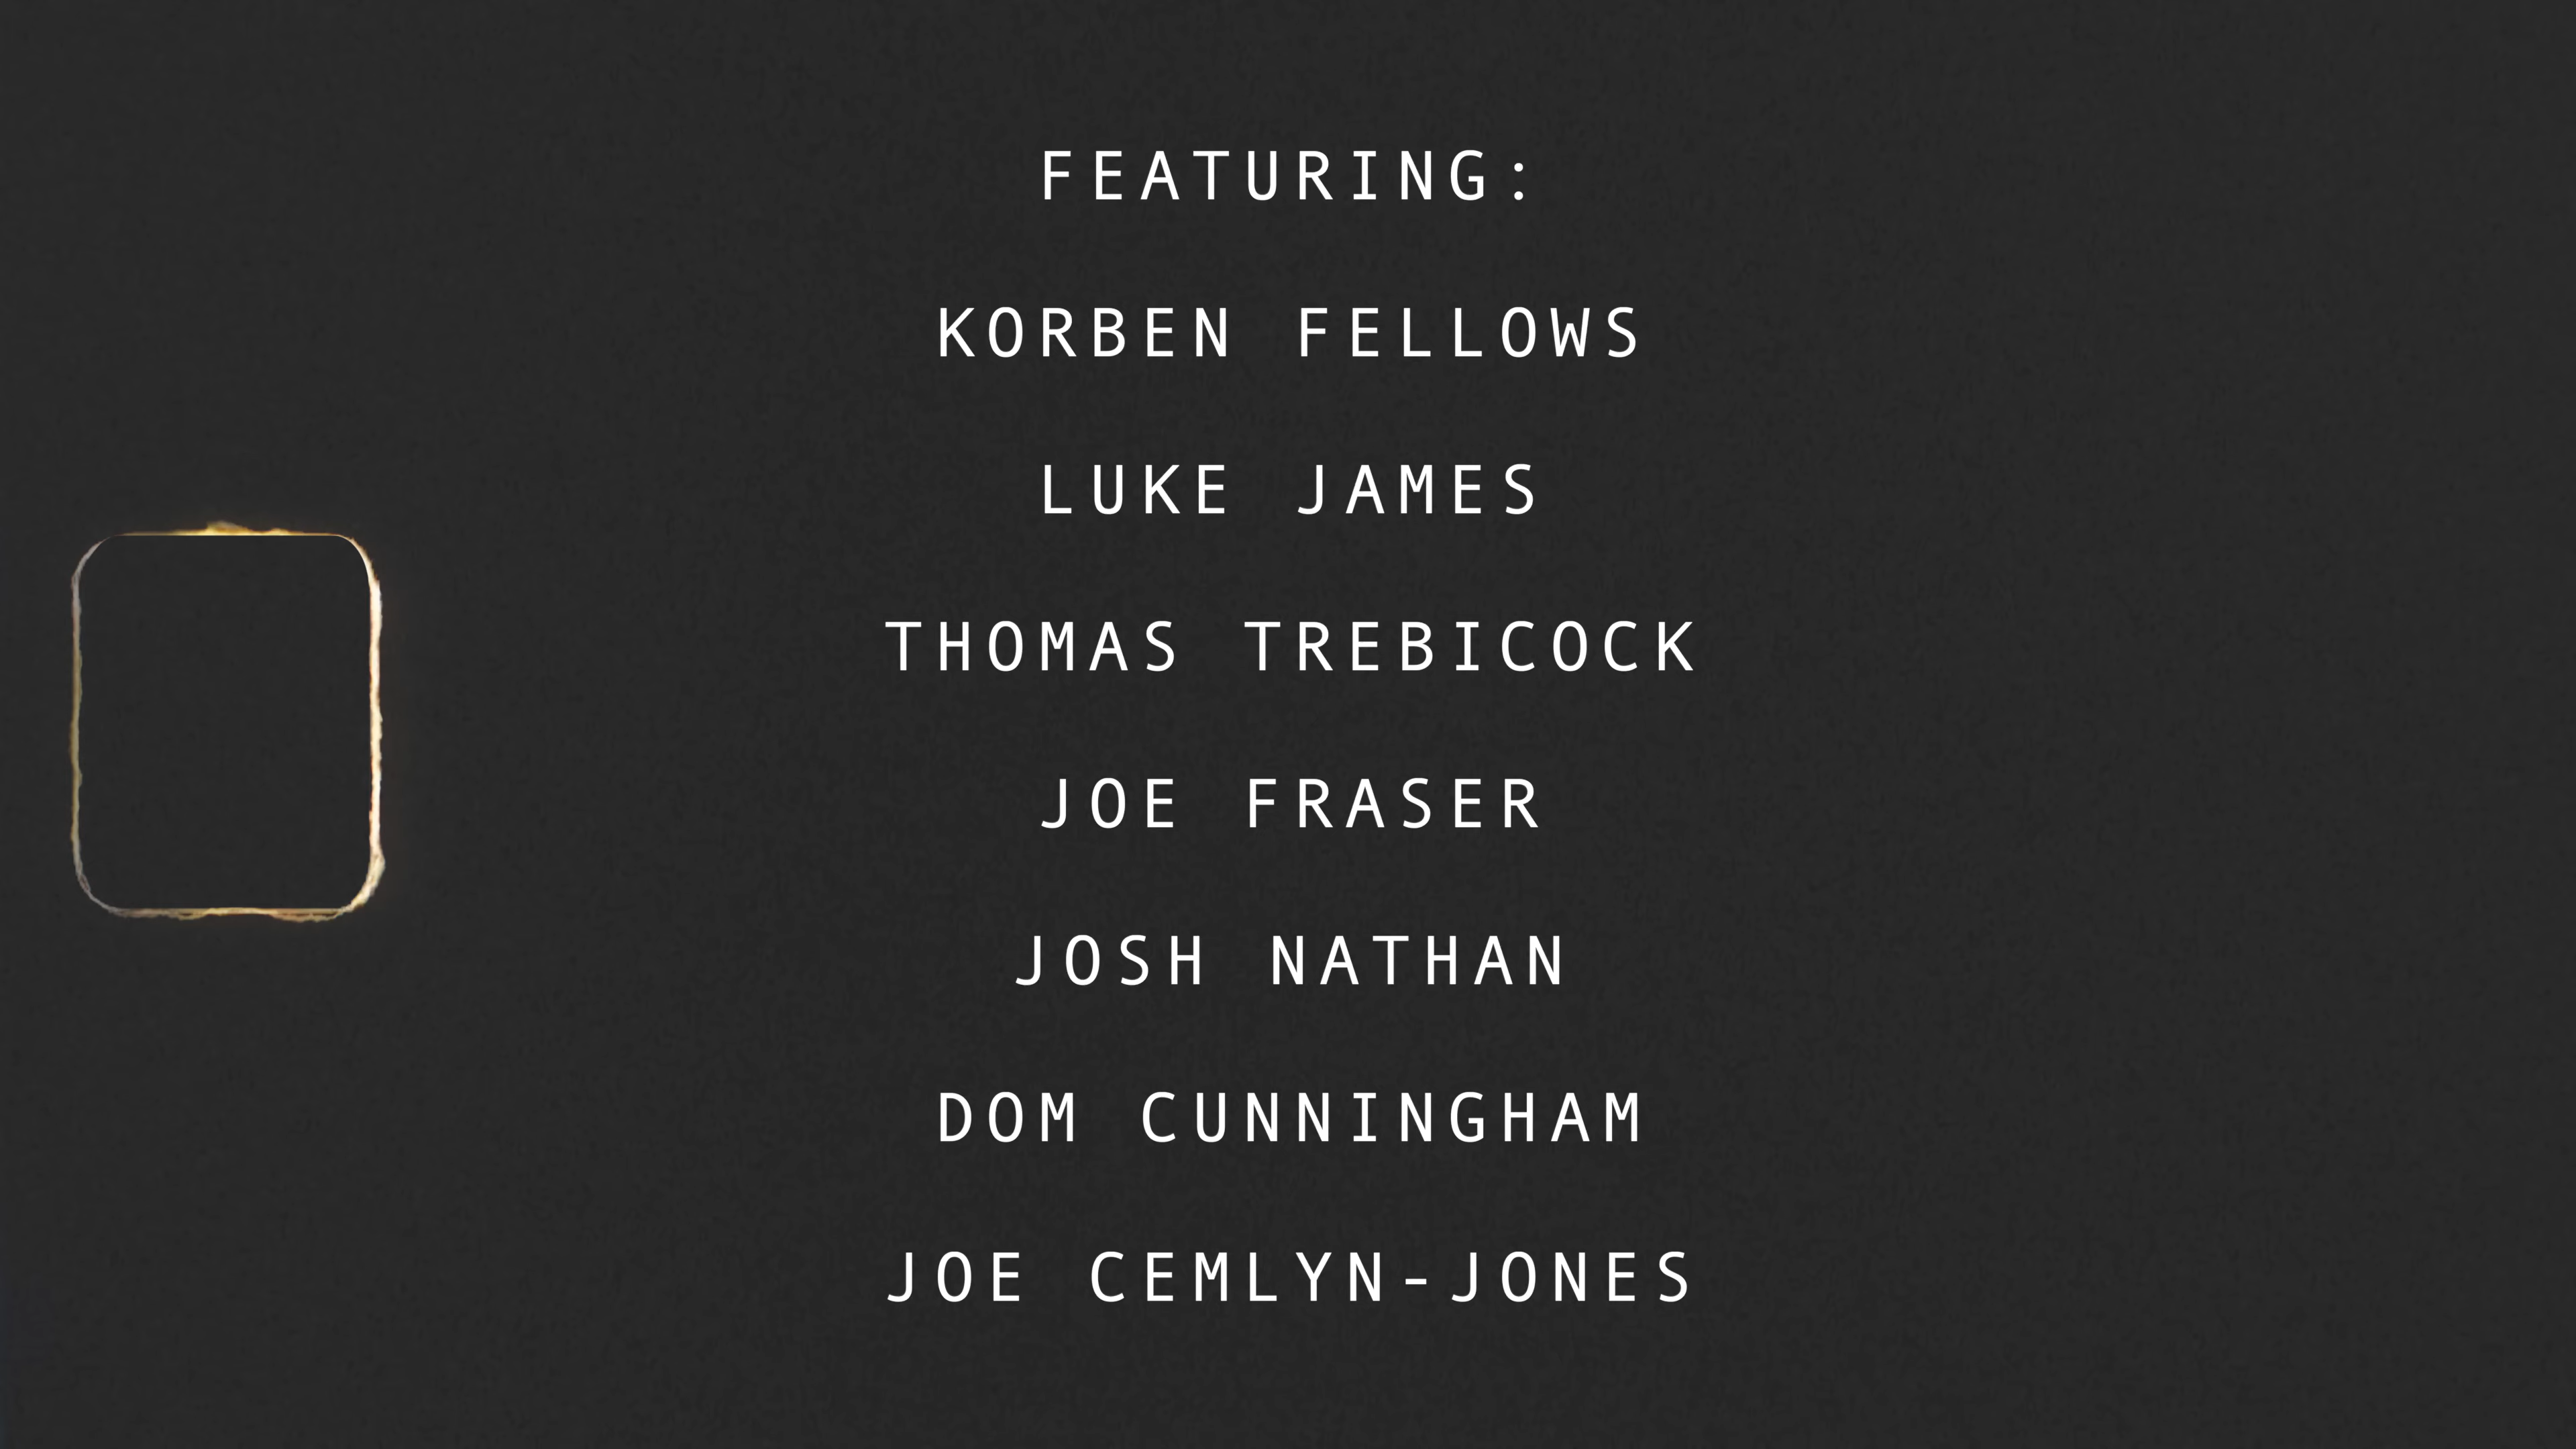 FEATURING:
KORBEN FELLOWS
LUKE JAMES
THOMAS TREBICOCK
JOE FRASER
JOSH NATHAN
DOM CUNNINGHAM
JOE CEMLYN-JONES